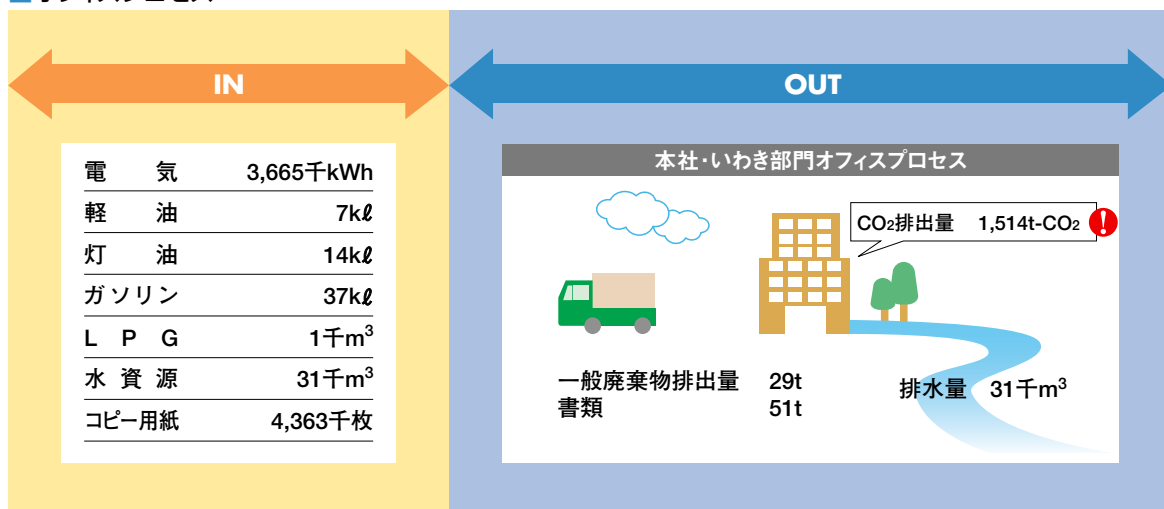 IN
電気 3,665千kWh
軽油 7kℓ
灯油 14kℓ
ガソリン 37kℓ
LPG 1千m³
水資源 31千m³
コピー用紙 4,363千枚
OUT
本社・いわき部門オフィスプロセス
CO₂排出量 1,514t-CO₂
一般廃棄物排出量 29t
書類 51t
排水量 31千m³